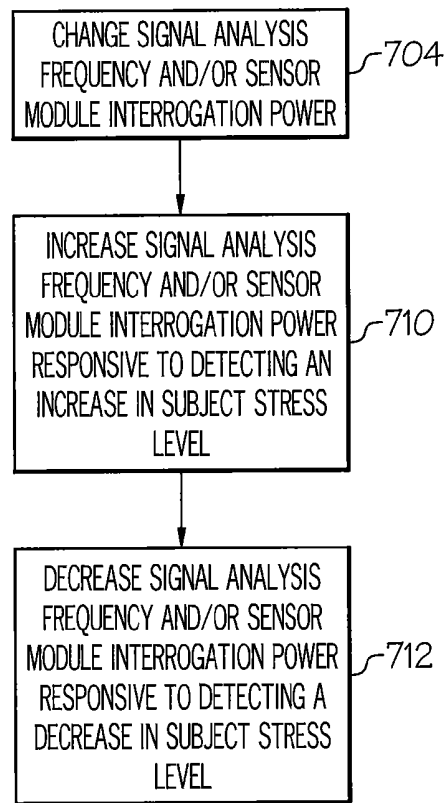 CHANGE SIGNAL ANALYSIS
FREQUENCY AND/OR SENSOR
MODULE INTERROGATION POWER
704
INCREASE SIGNAL ANALYSIS
FREQUENCY AND/OR SENSOR
MODULE INTERROGATION POWER
RESPONSIVE TO DETECTING AN
INCREASE IN SUBJECT STRESS
LEVEL
710
DECREASE SIGNAL ANALYSIS
FREQUENCY AND/OR SENSOR
MODULE INTERROGATION POWER
RESPONSIVE TO DETECTING A
DECREASE IN SUBJECT STRESS
LEVEL
712